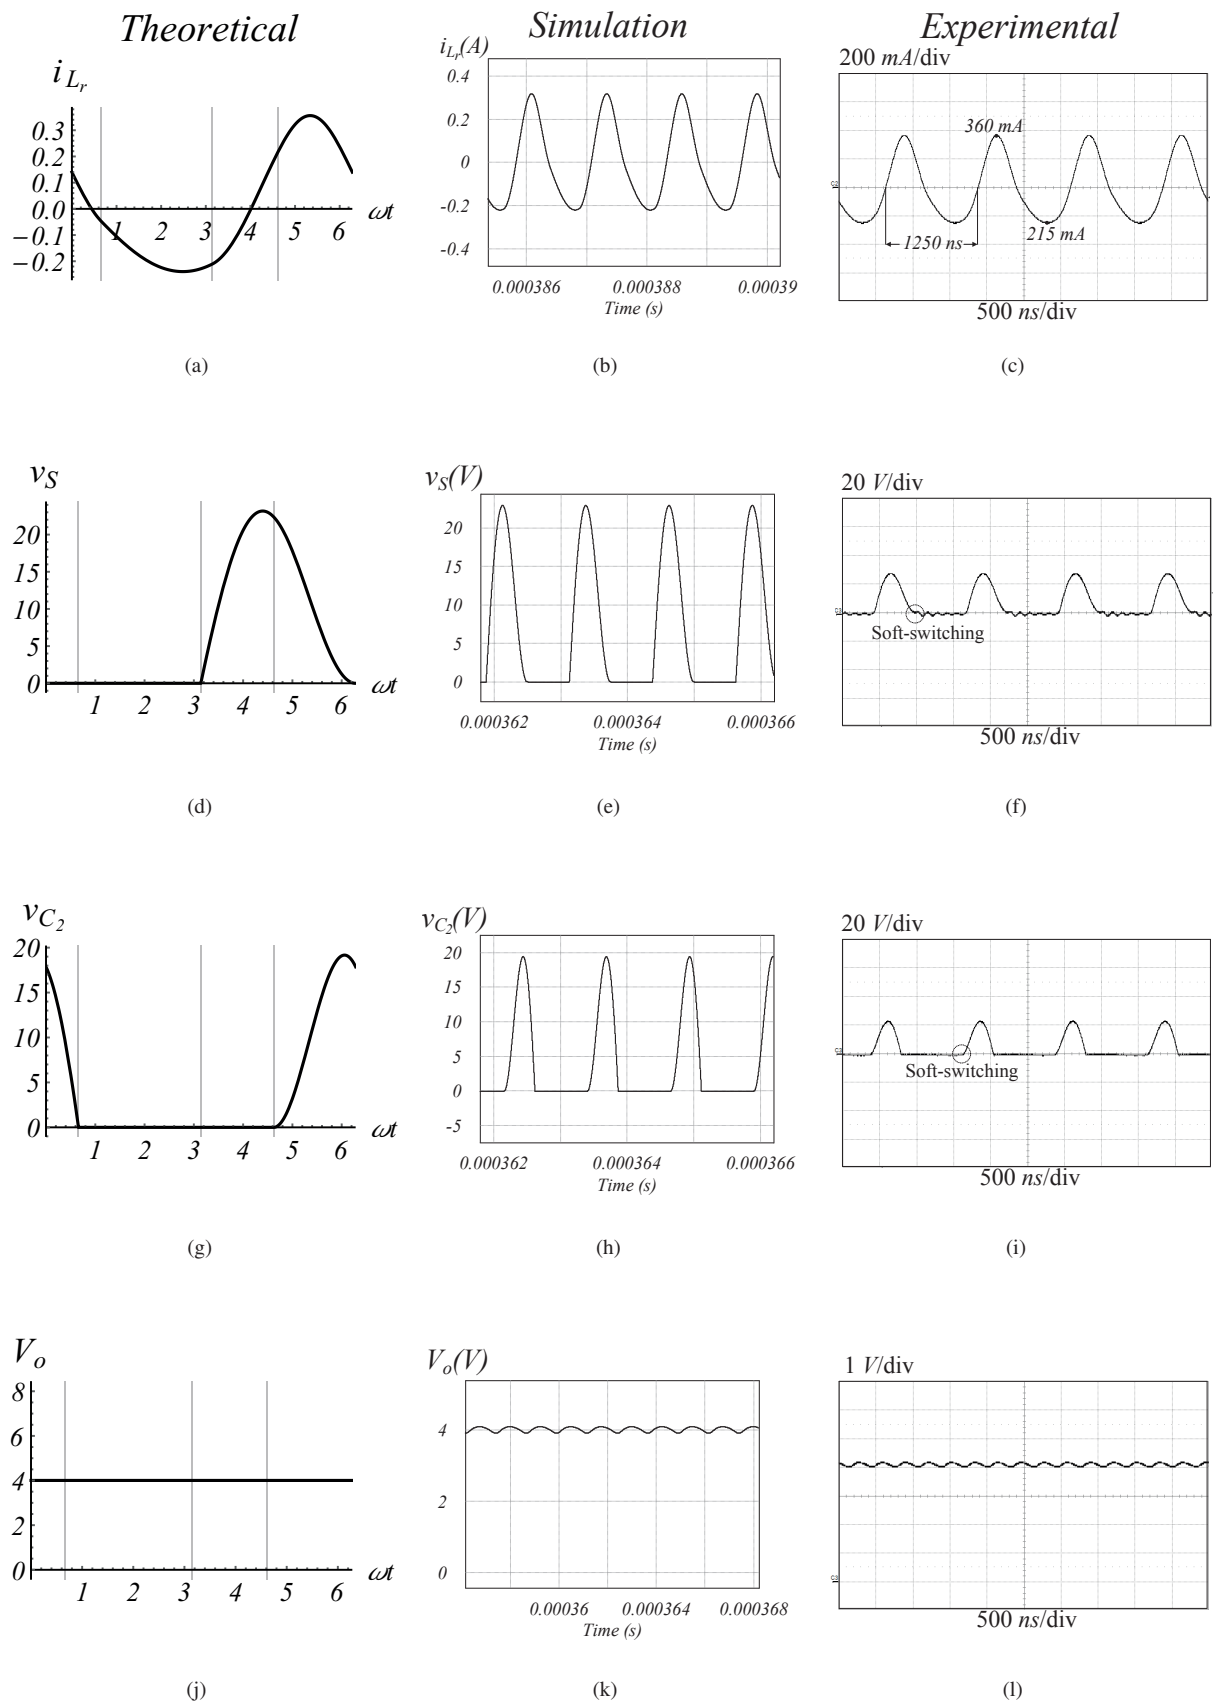 Theoretical
Simulation
Experimental
i_{L_r}
0.3
0.2
0.1
0.0
−0.1
−0.2
1 2 3 4 5 6 ωt
i_{L_r}(A)
0.4
0.2
0
-0.2
-0.4
0.000386 0.000388 0.00039
Time (s)
200 mA/div
360 mA
1250 ns
215 mA
500 ns/div
(a)
(b)
(c)
v_S
20
15
10
5
0
1 2 3 4 5 6 ωt
v_S(V)
20
15
10
5
0
0.000362 0.000364 0.000366
Time (s)
20 V/div
Soft-switching
500 ns/div
(d)
(e)
(f)
v_{C_2}
20
15
10
5
0
1 2 3 4 5 6 ωt
v_{C_2}(V)
20
15
10
5
0
-5
0.000362 0.000364 0.000366
Time (s)
20 V/div
Soft-switching
500 ns/div
(g)
(h)
(i)
V_o
8
6
4
2
0
1 2 3 4 5 6 ωt
V_o(V)
4
2
0
0.00036 0.000364 0.000368
Time (s)
1 V/div
C3
500 ns/div
(j)
(k)
(l)